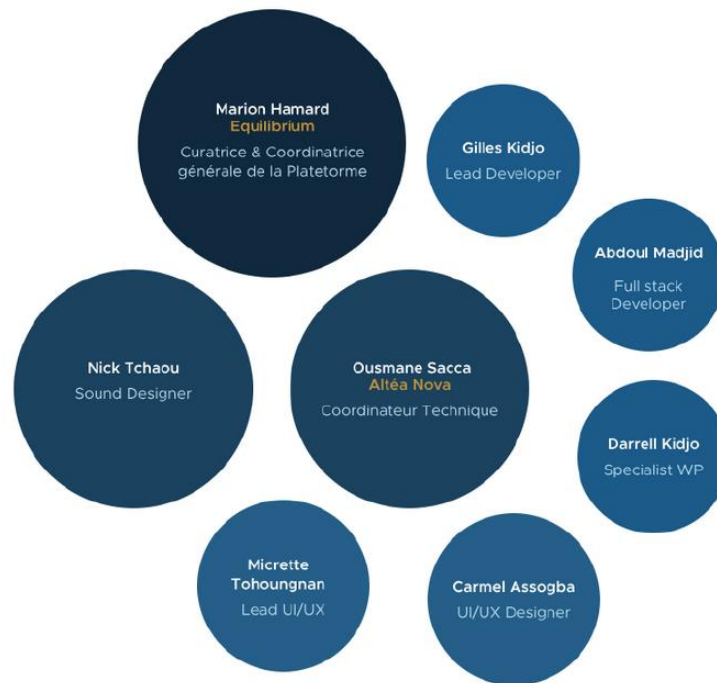 Marion Hamard
Equilibrium
Curatrice & Coordinatrice
générale de la Platetorme
Gilles Kidjo
Lead Developer
Abdoul Madjid
Full stack
Developer
Nick Tchaou
Sound Designer
Ousmane Sacca
Altéa Nova
Coordinateur Technique
Darrell Kidjo
Specialist WP
Micrette
Tohoungnan
Lead UI/UX
Carmel Assogba
UI/UX Designer